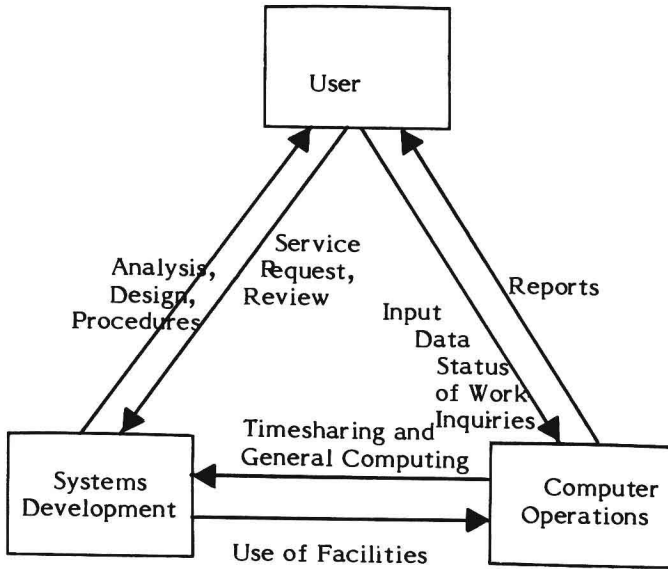 User
Analysis,
Design,
Procedures
Service
Request,
Review
Reports
Input
Data
Status
of Work
Inquiries
Timesharing and
General Computing
Systems
Development
Computer
Operations
Use of Facilities